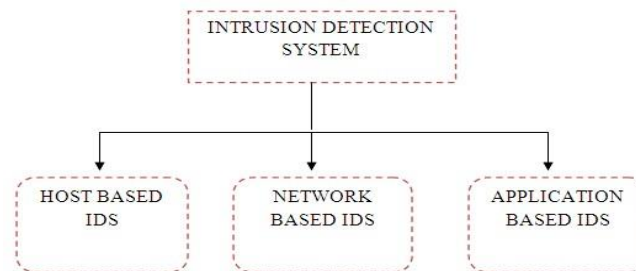 INTRUSION DETECTION
SYSTEM
HOST BASED
IDS
NETWORK
BASED IDS
APPLICATION
BASED IDS